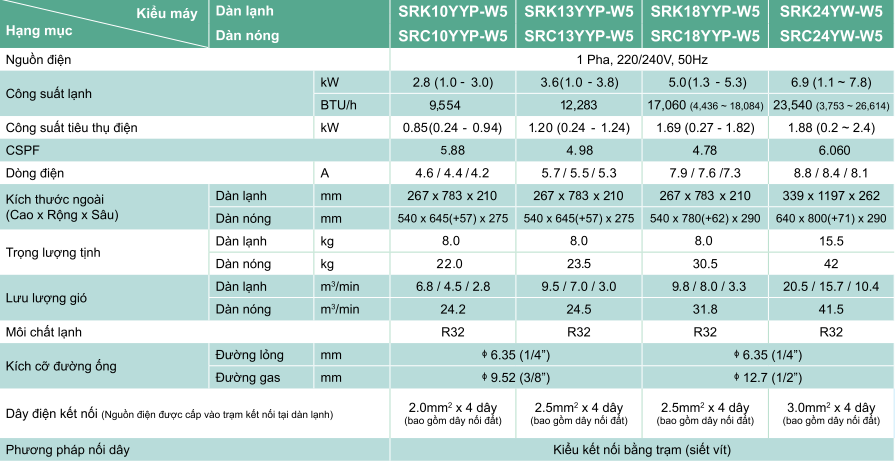 Kiểu máy Dàn lạnh SRK10YYP-W5 SRK13YYP-W5 SRK18YYP-W5 SRK24YW-W5
Hạng mục Dàn nóng SRC10YYP-W5 SRC13YYP-W5 SRC18YYP-W5 SRC24YW-W5
Nguồn điện 1 Pha, 220/240V, 50Hz
Công suất lạnh kW 2.8 (1.0 - 3.0) 3.6(1.0 - 3.8) 5.0(1.3 - 5.3) 6.9 (1.1 ~ 7.8)
BTU/h 9,554 12,283 17,060 (4,436 ~ 18,084) 23,540 (3,753 ~ 26,614)
Công suất tiêu thụ điện kW 0.85(0.24 - 0.94) 1.20 (0.24 - 1.24) 1.69 (0.27 - 1.82) 1.88 (0.2 ~ 2.4)
CSPF 5.88 4.98 4.78 6.060
Dòng điện A 4.6 / 4.4 / 4.2 5.7 / 5.5 / 5.3 7.9 / 7.6 /7.3 8.8 / 8.4 / 8.1
Kích thước ngoài (Cao x Rộng x Sâu) Dàn lạnh mm 267 x 783 x 210 267 x 783 x 210 267 x 783 x 210 339 x 1197 x 262
Dàn nóng mm 540 x 645(+57) x 275 540 x 645(+57) x 275 540 x 780(+62) x 290 640 x 800(+71) x 290
Trọng lượng tịnh Dàn lạnh kg 8.0 8.0 8.0 15.5
Dàn nóng kg 22.0 23.5 30.5 42
Lưu lượng gió Dàn lạnh m³/min 6.8 / 4.5 / 2.8 9.5 / 7.0 / 3.0 9.8 / 8.0 / 3.3 20.5 / 15.7 / 10.4
Dàn nóng m³/min 24.2 24.5 31.8 41.5
Môi chất lạnh R32 R32 R32 R32
Kích cỡ đường ống Đường lỏng mm ϕ 6.35 (1/4”) ϕ 6.35 (1/4”)
Đường gas mm ϕ 9.52 (3/8”) ϕ 12.7 (1/2”)
Dây điện kết nối (Nguồn điện được cấp vào trạm kết nối tại dàn lạnh) 2.0mm² x 4 dây 2.5mm² x 4 dây 2.5mm² x 4 dây 3.0mm² x 4 dây
(bao gồm dây nối đất) (bao gồm dây nối đất) (bao gồm dây nối đất) (bao gồm dây nối đất)
Phương pháp nối dây Kiểu kết nối bằng trạm (siết vít)